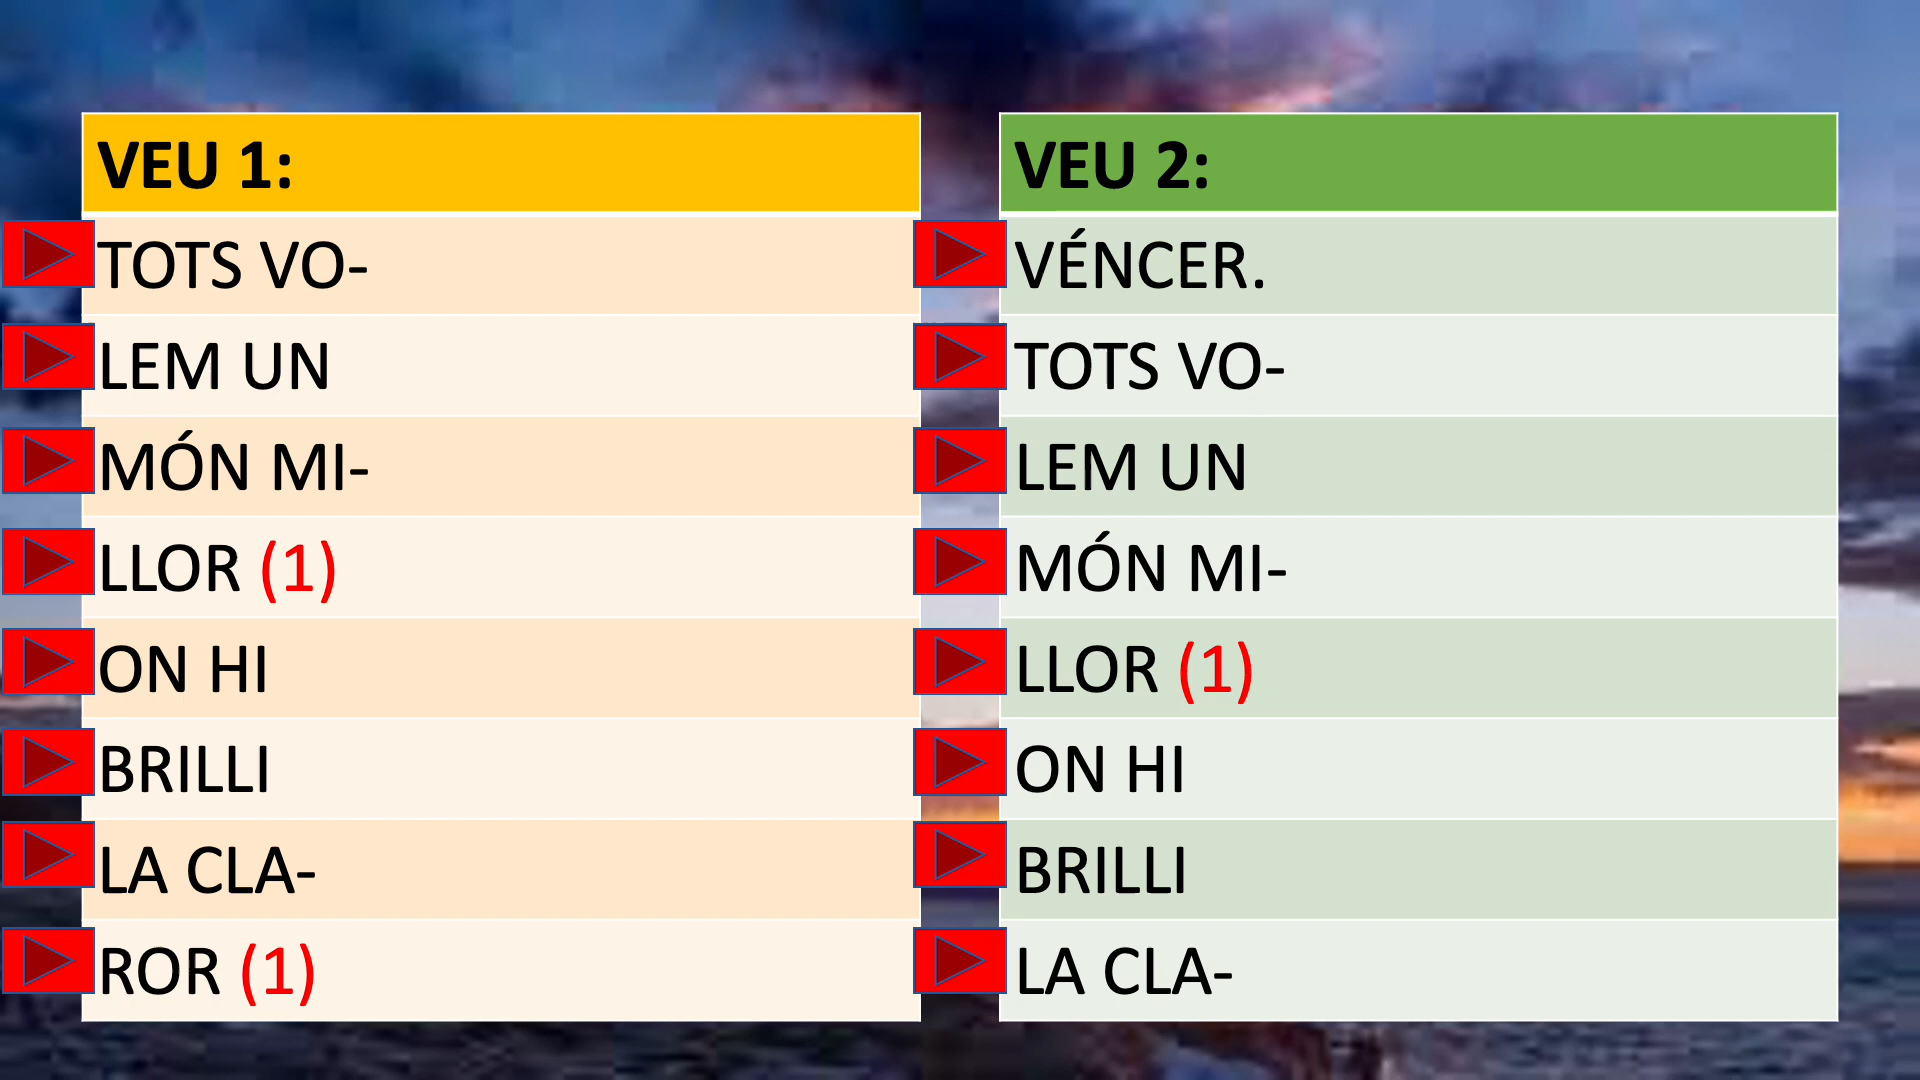 VEU 1:
TOTS VO-
LEM UN
MÓN MI-
LLOR (1)
ON HI
BRILLI
LA CLA-
ROR (1)
VEU 2:
VÉNCER.
TOTS VO-
LEM UN
MÓN MI-
LLOR (1)
ON HI
BRILLI
LA CLA-